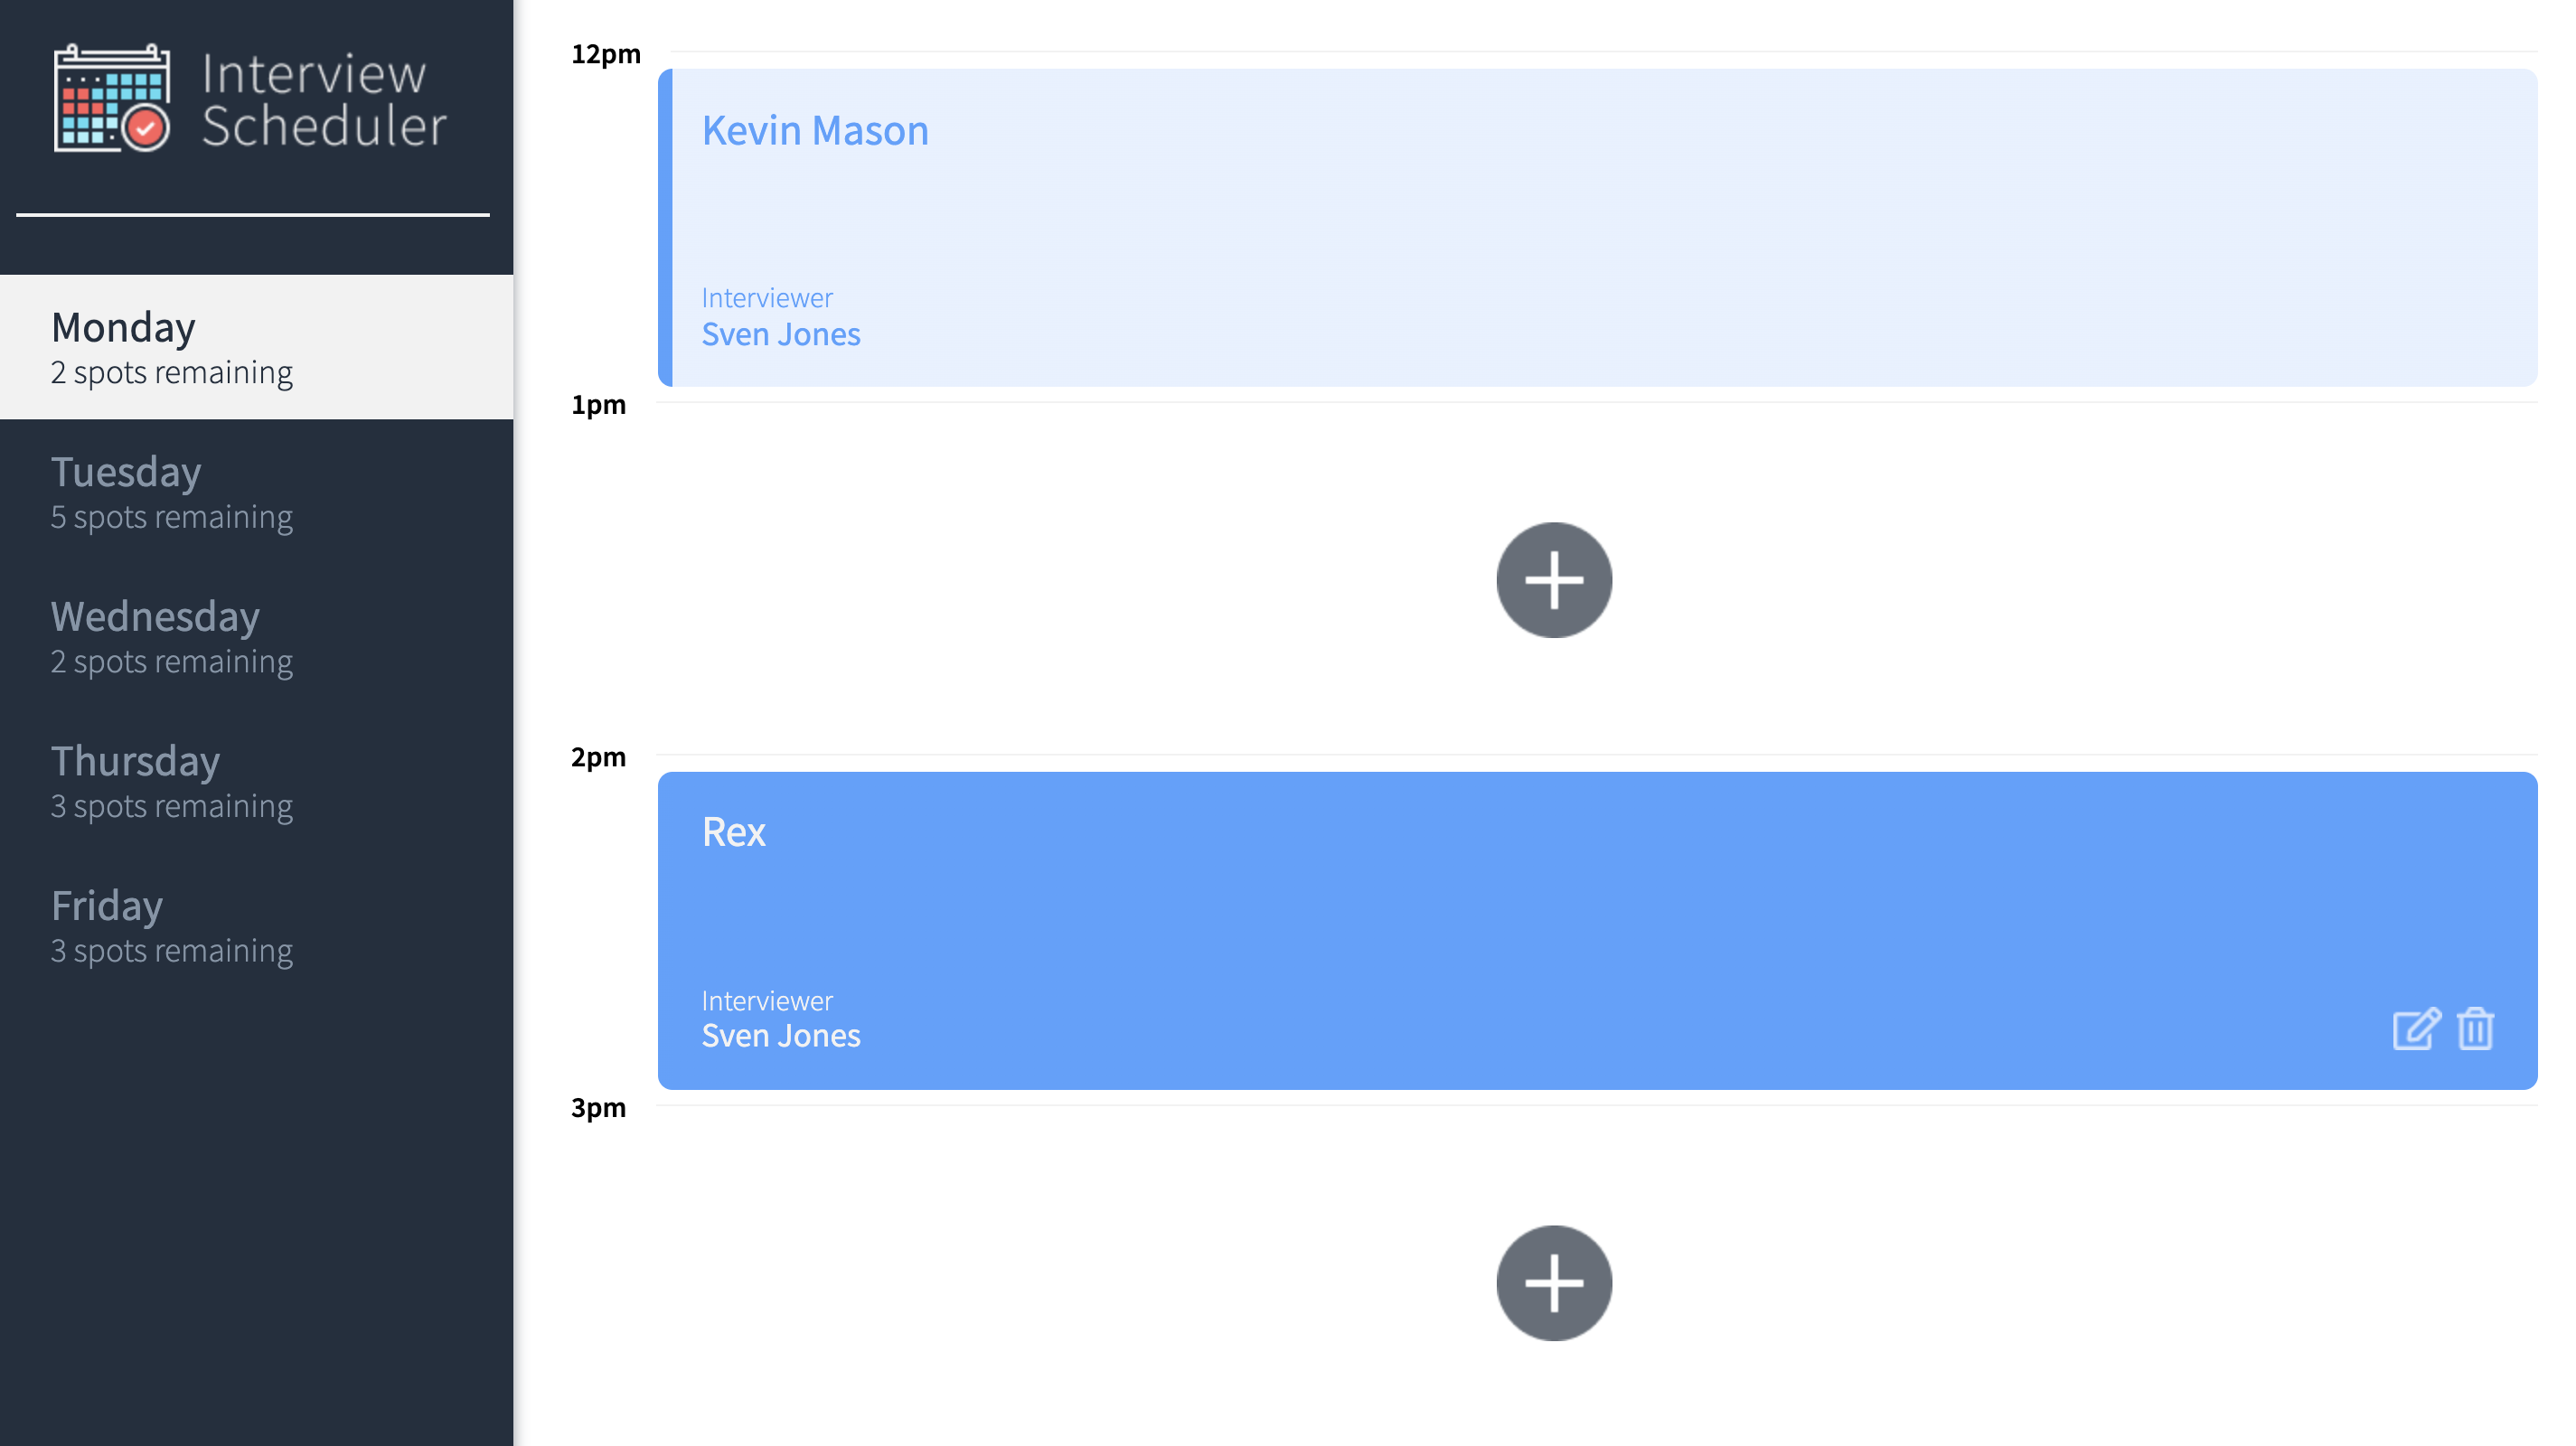 Interview
Scheduler
Monday
2 spots remaining
Tuesday
5 spots remaining
Wednesday
2 spots remaining
Thursday
3 spots remaining
Friday
3 spots remaining
12pm
Kevin Mason
Interviewer
Sven Jones
1pm
2pm
Rex
Interviewer
Sven Jones
3pm